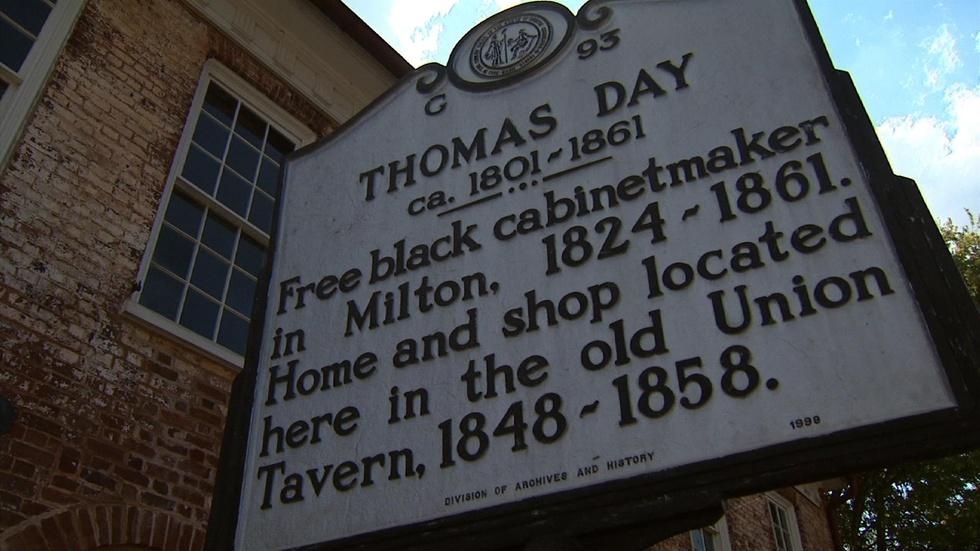 G 93
THOMAS DAY
ca. 1801~1861
Free black cabinetmaker
in Milton, 1824~1861.
Home and shop located
here in the old Union
Tavern, 1848~1858.
1998
DIVISION OF ARCHIVES AND HISTORY